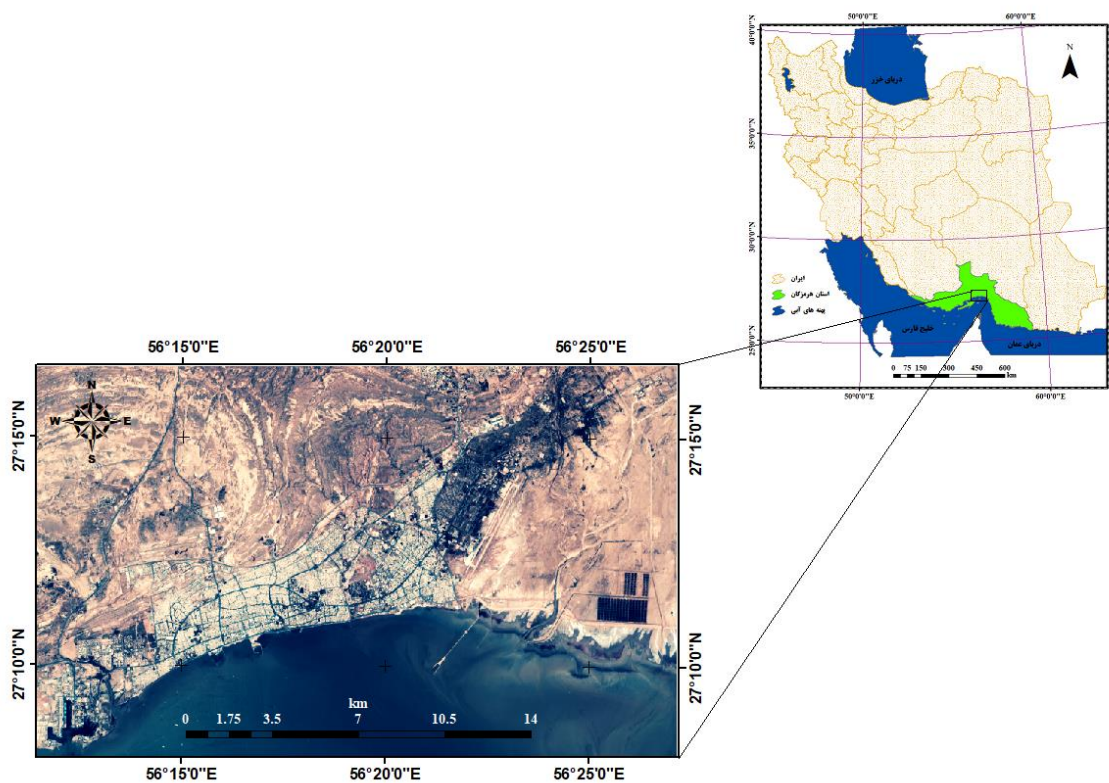 50°0'0"E 60°0'0"E
40°0'0"N
35°0'0"N
30°0'0"N
25°0'0"N
N
دریای خزر
ایران
استان هرمزگان
پهنه های آبی
خلیج فارس
دریای عمان
0 75 150 300 450 600
km
50°0'0"E 60°0'0"E
56°15'0"E 56°20'0"E 56°25'0"E
N
W E
S
27°15'0"N 27°15'0"N
27°10'0"N 27°10'0"N
km
0 1.75 3.5 7 10.5 14
56°15'0"E 56°20'0"E 56°25'0"E